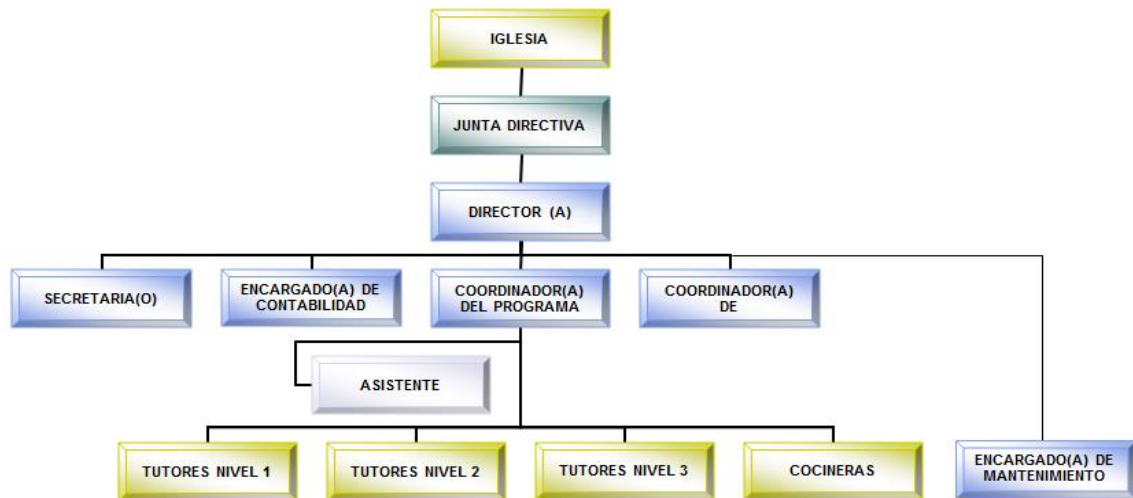 IGLESIA
JUNTA DIRECTIVA
DIRECTOR (A)
SECRETARIA(O)
ENCARGADO(A) DE
CONTABILIDAD
COORDINADOR(A)
DEL PROGRAMA
COORDINADOR(A)
DE
ASISTENTE
TUTORES NIVEL 1
TUTORES NIVEL 2
TUTORES NIVEL 3
COCINERAS
ENCARGADO(A) DE
MANTENIMIENTO